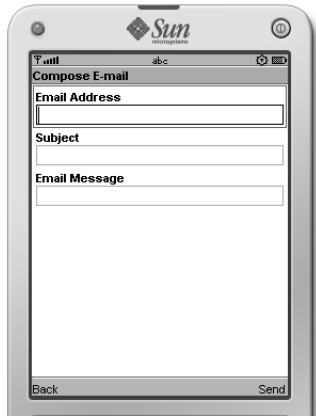 Sun
microsystems
abc
Compose E-mail
Email Address
Subject
Email Message
Back Send